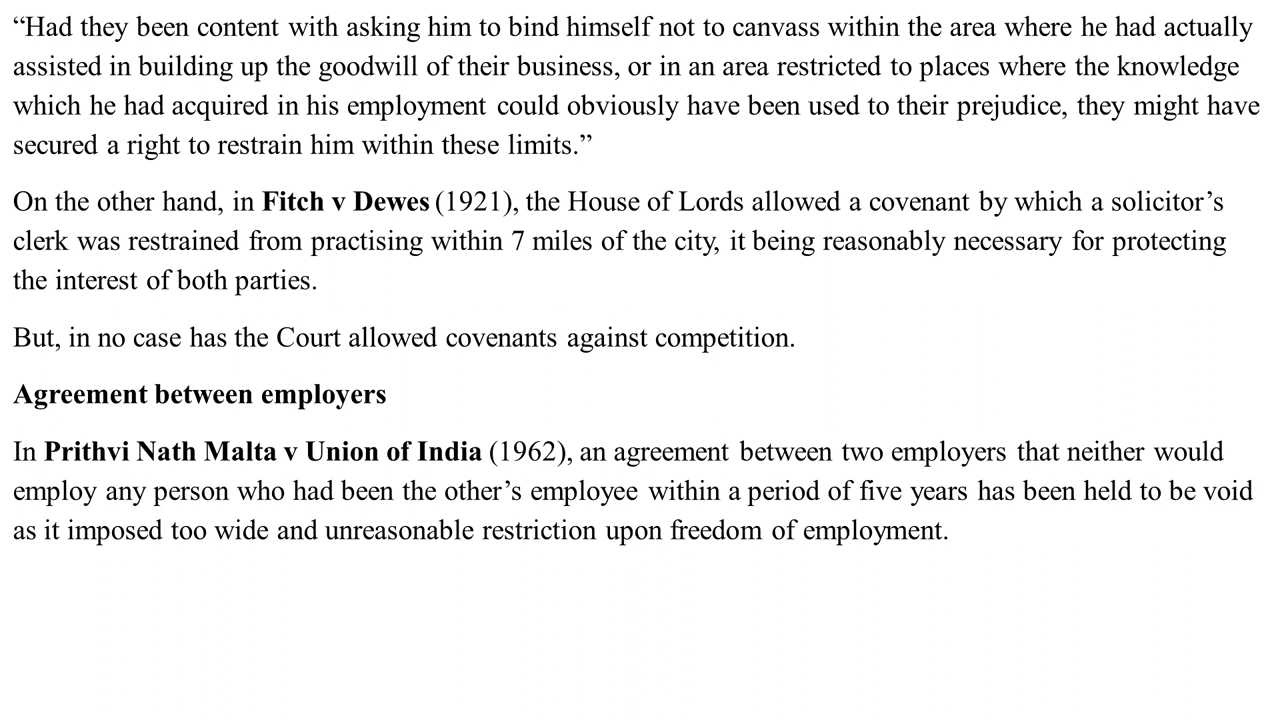 “Had they been content with asking him to bind himself not to canvass within the area where he had actually
assisted in building up the goodwill of their business, or in an area restricted to places where the knowledge
which he had acquired in his employment could obviously have been used to their prejudice, they might have
secured a right to restrain him within these limits.”
On the other hand, in Fitch v Dewes (1921), the House of Lords allowed a covenant by which a solicitor’s
clerk was restrained from practising within 7 miles of the city, it being reasonably necessary for protecting
the interest of both parties.
But, in no case has the Court allowed covenants against competition.
Agreement between employers
In Prithvi Nath Malta v Union of India (1962), an agreement between two employers that neither would
employ any person who had been the other’s employee within a period of five years has been held to be void
as it imposed too wide and unreasonable restriction upon freedom of employment.